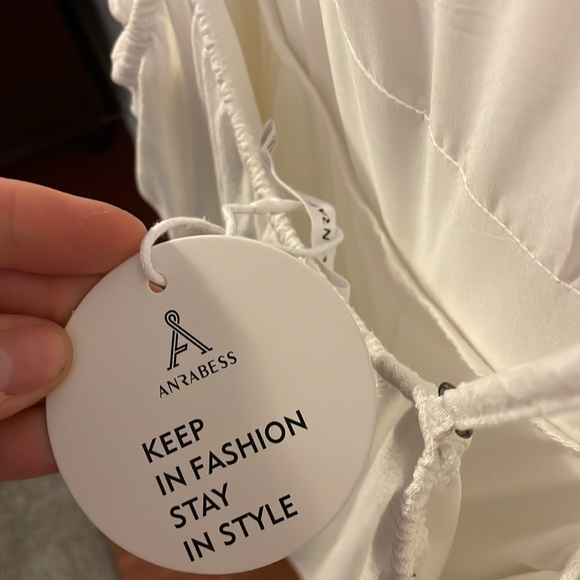 ANRABESS
KEEP
IN FASHION
STAY
IN STYLE